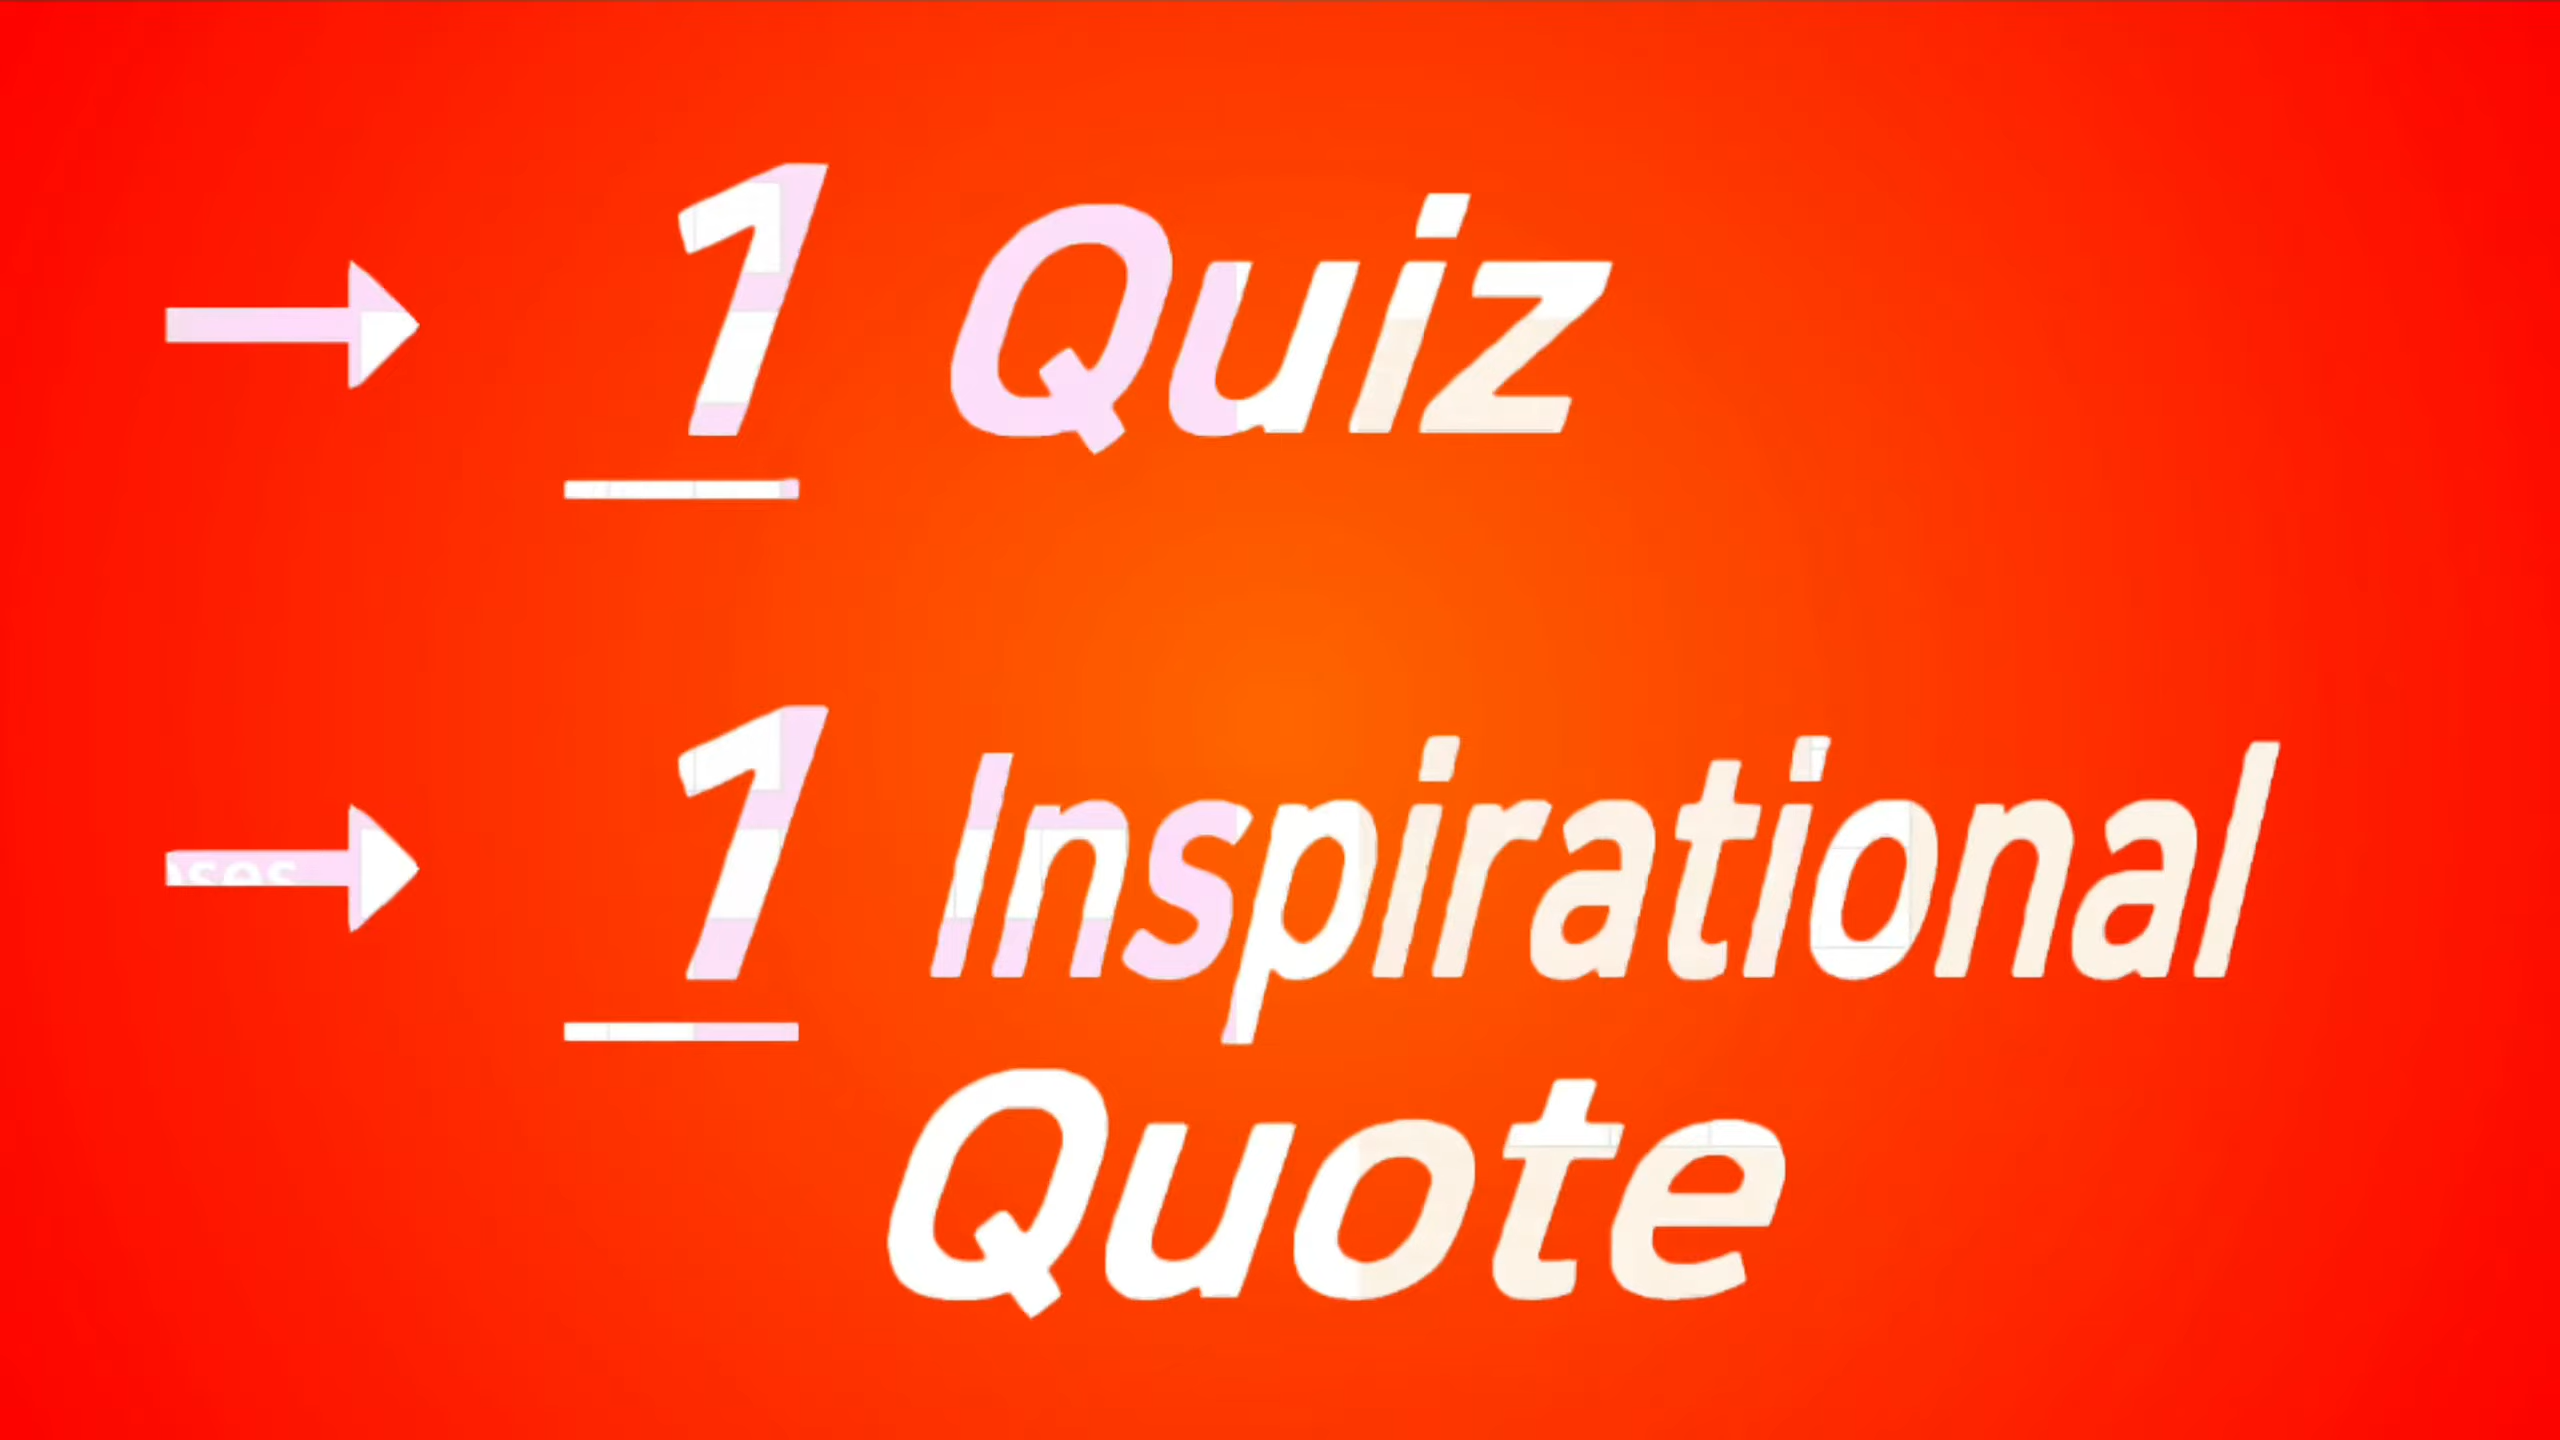 → 1 Quiz
→ 1 Inspirational
Quote